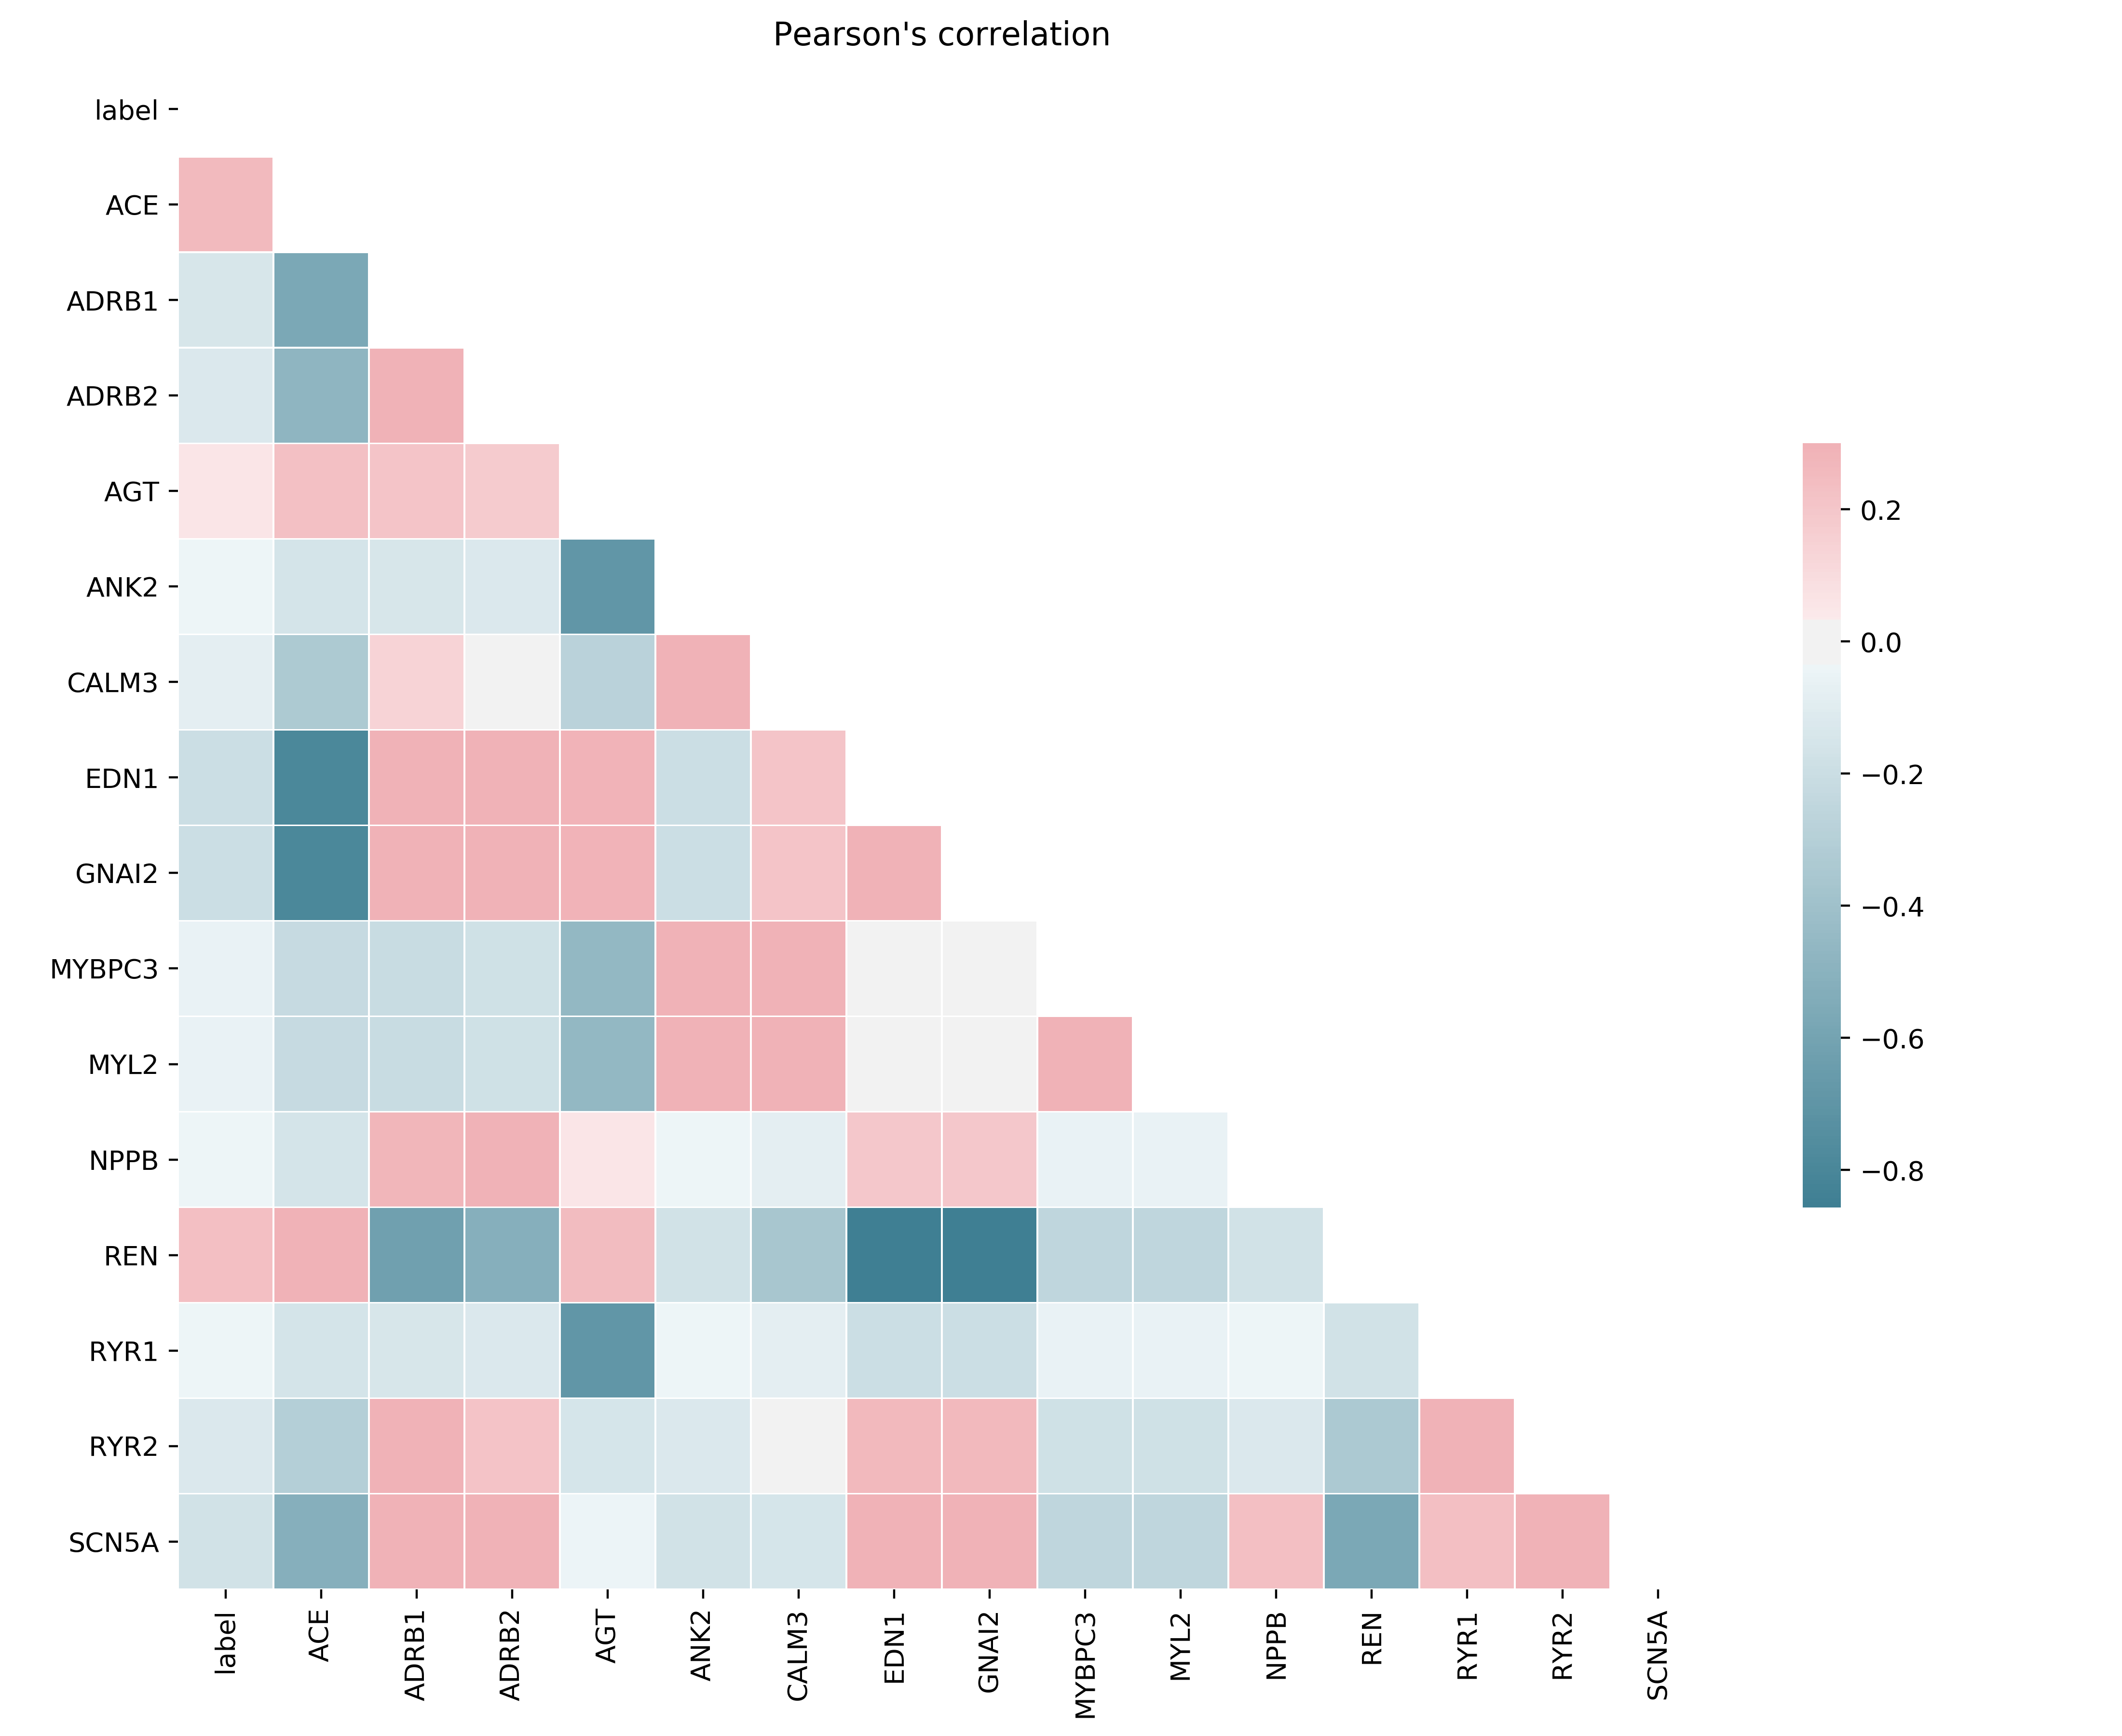 Pearson's correlation
label
ACE
ADRB1
ADRB2
AGT
ANK2
CALM3
EDN1
GNAI2
MYBPC3
MYL2
NPPB
REN
RYR1
RYR2
SCN5A
label
ACE
ADRB1
ADRB2
AGT
ANK2
CALM3
EDN1
GNAI2
MYBPC3
MYL2
NPPB
REN
RYR1
RYR2
SCN5A
0.2
0.0
−0.2
−0.4
−0.6
−0.8